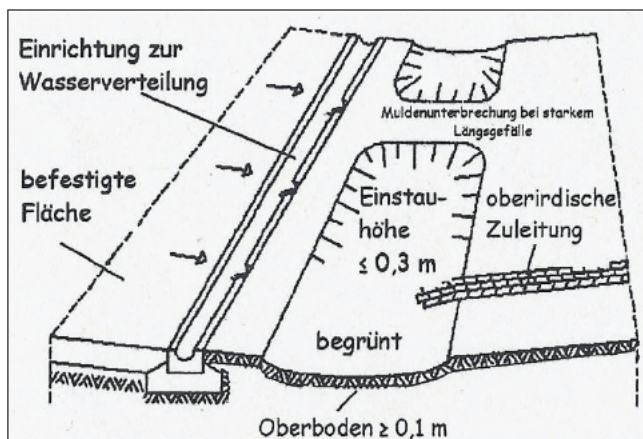 Einrichtung zur
Wasserverteilung
Muldenunterbrechung bei starkem
Längsgefälle
befestigte
Fläche
Einstau-
höhe
≤ 0,3 m
oberirdische
Zuleitung
begrünt
Oberboden ≥ 0,1 m